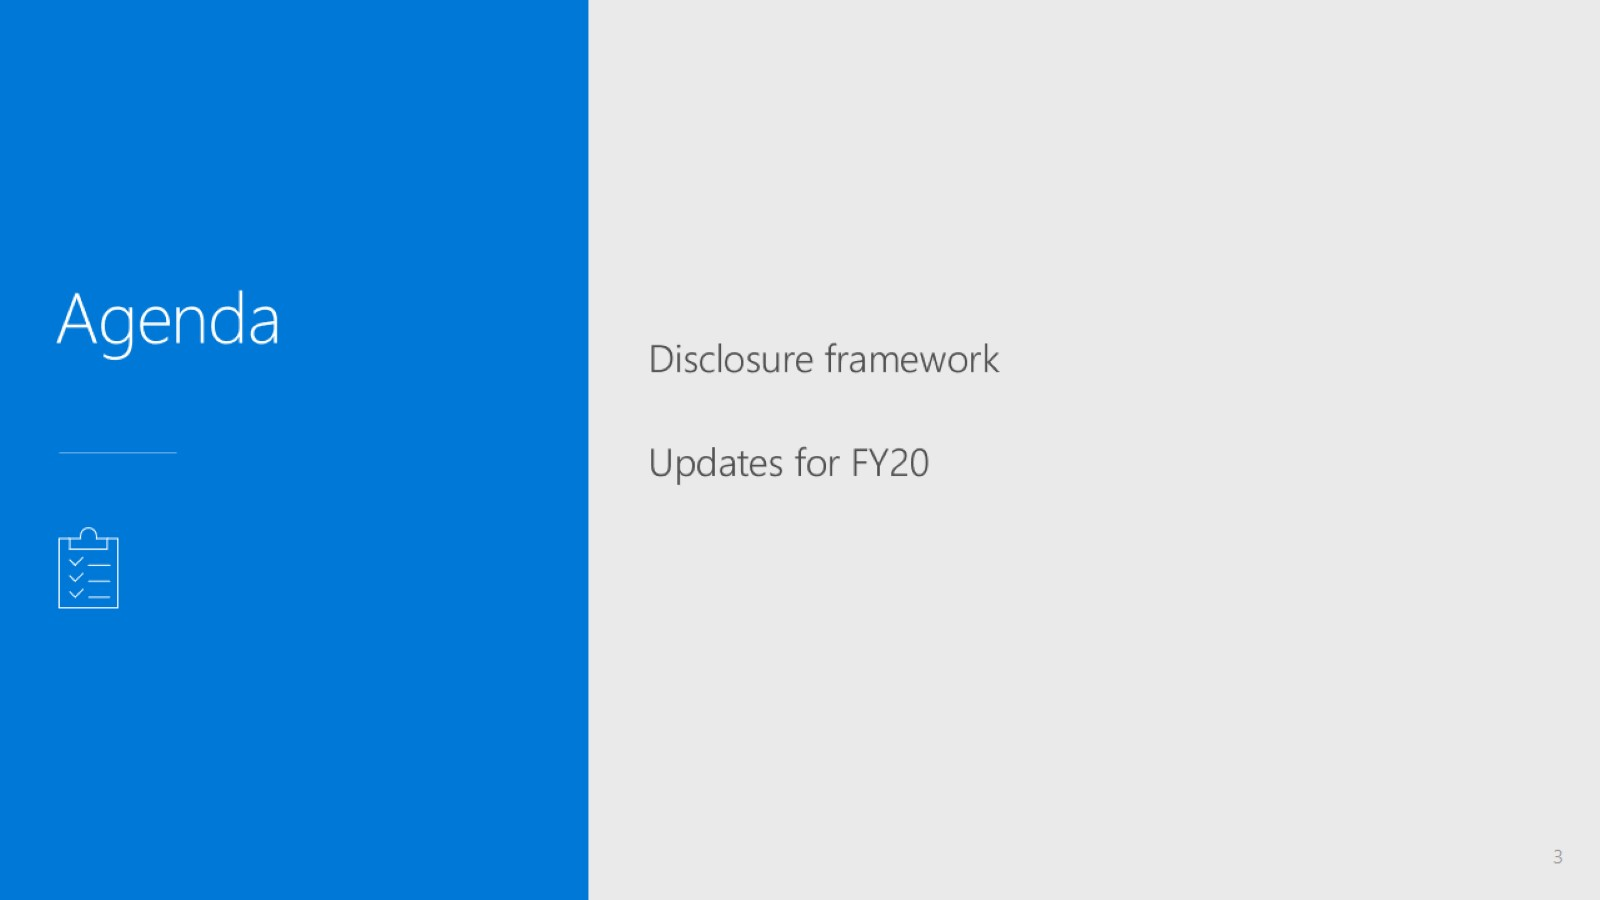 Agenda
Disclosure framework
Updates for FY20
3